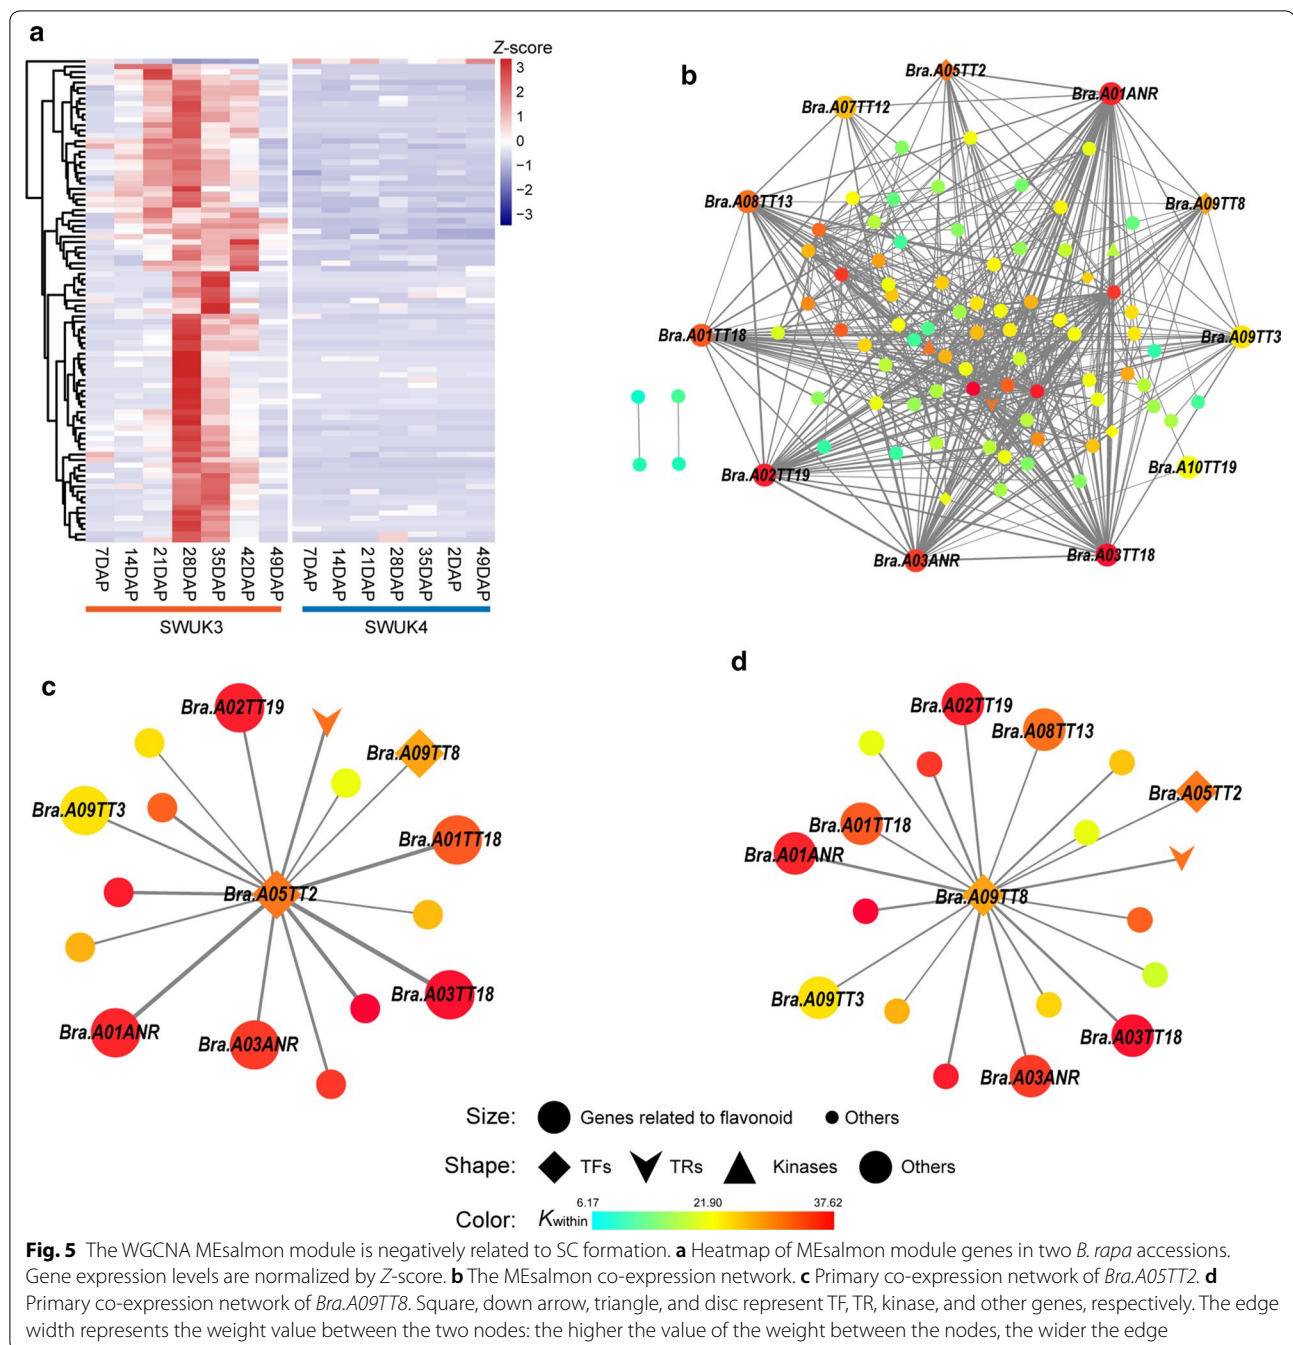 a
Z-score
3
2
1
0
−1
−2
−3
7DAP
14DAP
21DAP
28DAP
35DAP
42DAP
49DAP
7DAP
14DAP
21DAP
28DAP
35DAP
2DAP
49DAP
SWUK3
SWUK4
b
Bra.A05TT2
Bra.A01ANR
Bra.A07TT12
Bra.A08TT13
Bra.A09TT8
Bra.A01TT18
Bra.A09TT3
Bra.A02TT19
Bra.A10TT19
Bra.A03ANR
Bra.A03TT18
c
Bra.A02TT19
Bra.A09TT8
Bra.A09TT3
Bra.A01TT18
Bra.A05TT2
Bra.A03TT18
Bra.A01ANR
Bra.A03ANR
d
Bra.A02TT19
Bra.A08TT13
Bra.A05TT2
Bra.A01TT18
Bra.A01ANR
Bra.A09TT8
Bra.A09TT3
Bra.A03TT18
Bra.A03ANR
Size: Genes related to flavonoid Others
Shape: TFs TRs Kinases Others
6.17 21.90 37.62
Color: Kwithin
Fig. 5 The WGCNA MEsalmon module is negatively related to SC formation. a Heatmap of MEsalmon module genes in two B. rapa accessions.
Gene expression levels are normalized by Z-score. b The MEsalmon co-expression network. c Primary co-expression network of Bra.A05TT2. d
Primary co-expression network of Bra.A09TT8. Square, down arrow, triangle, and disc represent TF, TR, kinase, and other genes, respectively. The edge
width represents the weight value between the two nodes: the higher the value of the weight between the nodes, the wider the edge